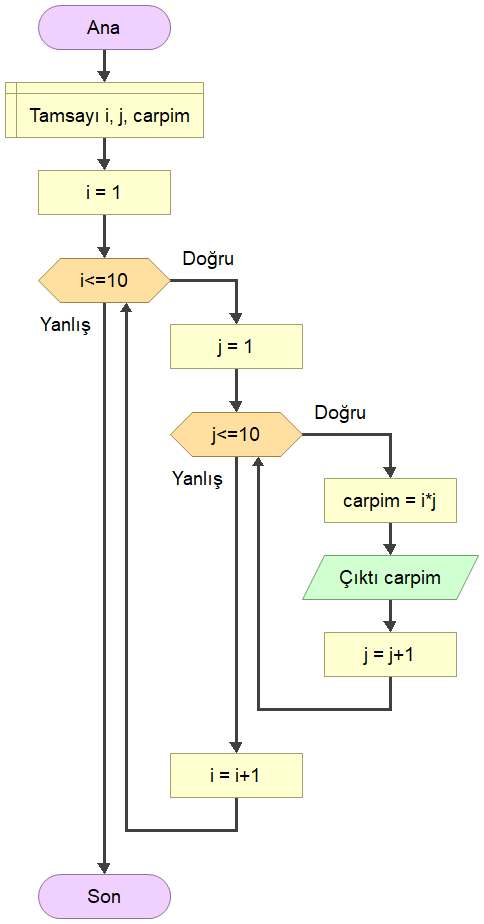 Ana
Tamsayı i, j, carpim
i = 1
i<=10
Doğru
Yanlış
j = 1
j<=10
Doğru
Yanlış
carpim = i*j
Çıktı carpim
j = j+1
i = i+1
Son